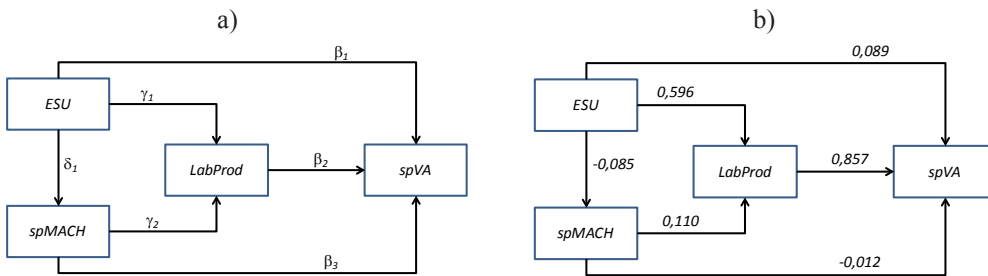 a)
β1
ESU
γ1
δ1
LabProd
β2
spVA
spMACH
γ2
β3
b)
0,089
ESU
0,596
-0,085
LabProd
0,857
spVA
spMACH
0,110
-0,012